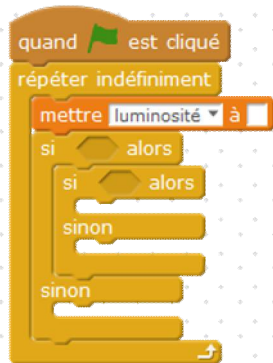 quand est cliqué
répéter indéfiniment
mettre luminosité à
si alors
si alors
sinon
sinon